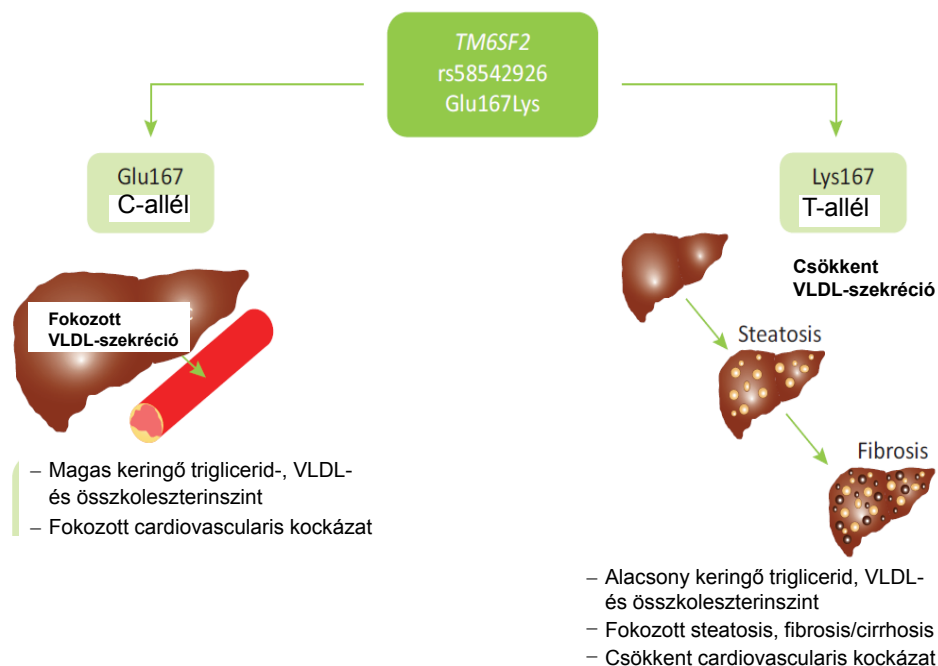 TM6SF2
rs58542926
Glu167Lys
Glu167
C-allél
Fokozott
VLDL-szekréció
– Magas keringő triglicerid-, VLDL-
és összkoleszterinszint
– Fokozott cardiovascularis kockázat
Lys167
T-allél
Csökkent
VLDL-szekréció
Steatosis
Fibrosis
– Alacsony keringő triglicerid, VLDL-
és összkoleszterinszint
– Fokozott steatosis, fibrosis/cirrhosis
– Csökkent cardiovascularis kockázat